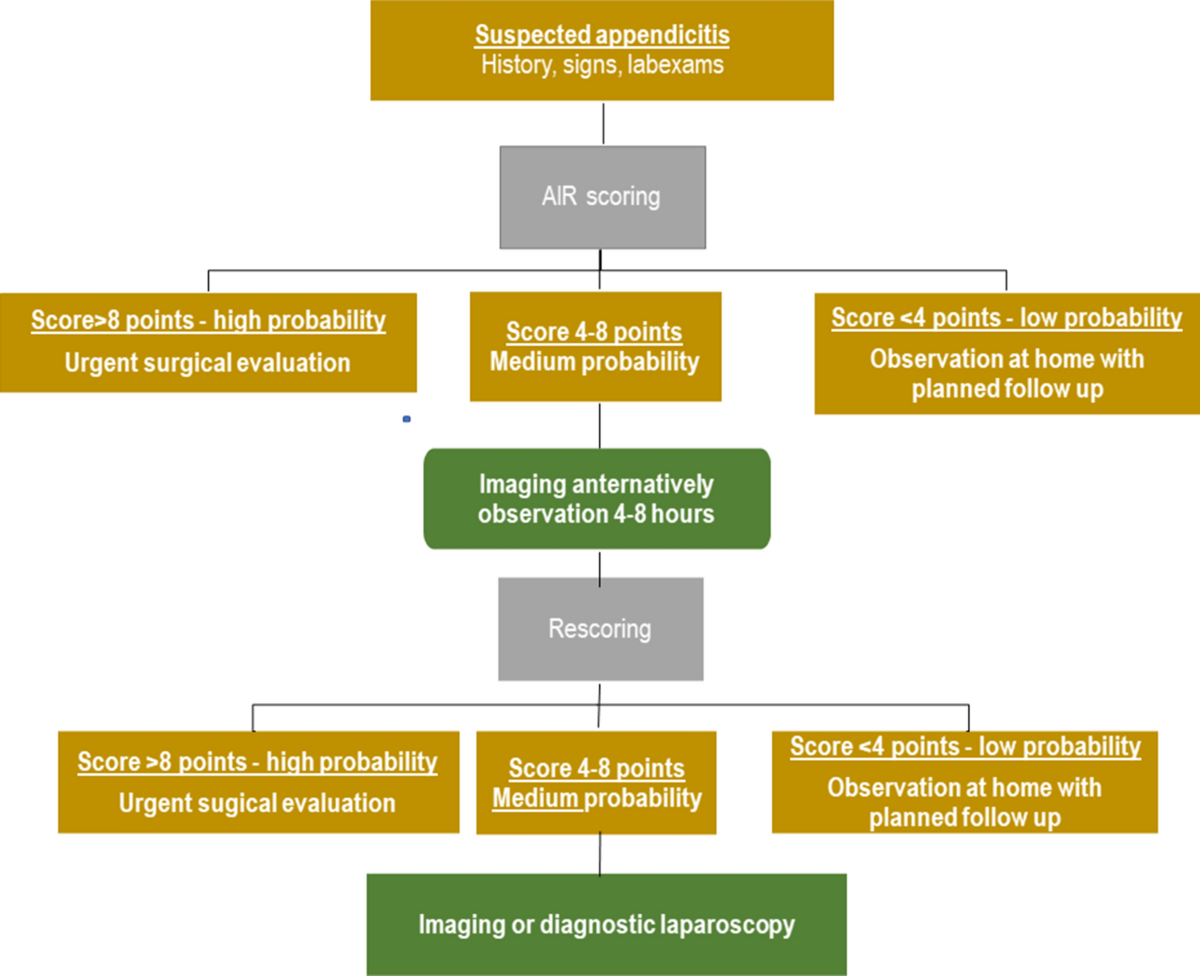 Suspected appendicitis
History, signs, labexams
AIR scoring
Score>8 points - high probability
Urgent surgical evaluation
Score 4-8 points
Medium probability
Score <4 points - low probability
Observation at home with
planned follow up
Imaging anternatively
observation 4-8 hours
Rescoring
Score >8 points - high probability
Urgent sugical evaluation
Score 4-8 points
Medium probability
Score <4 points - low probability
Observation at home with
planned follow up
Imaging or diagnostic laparoscopy